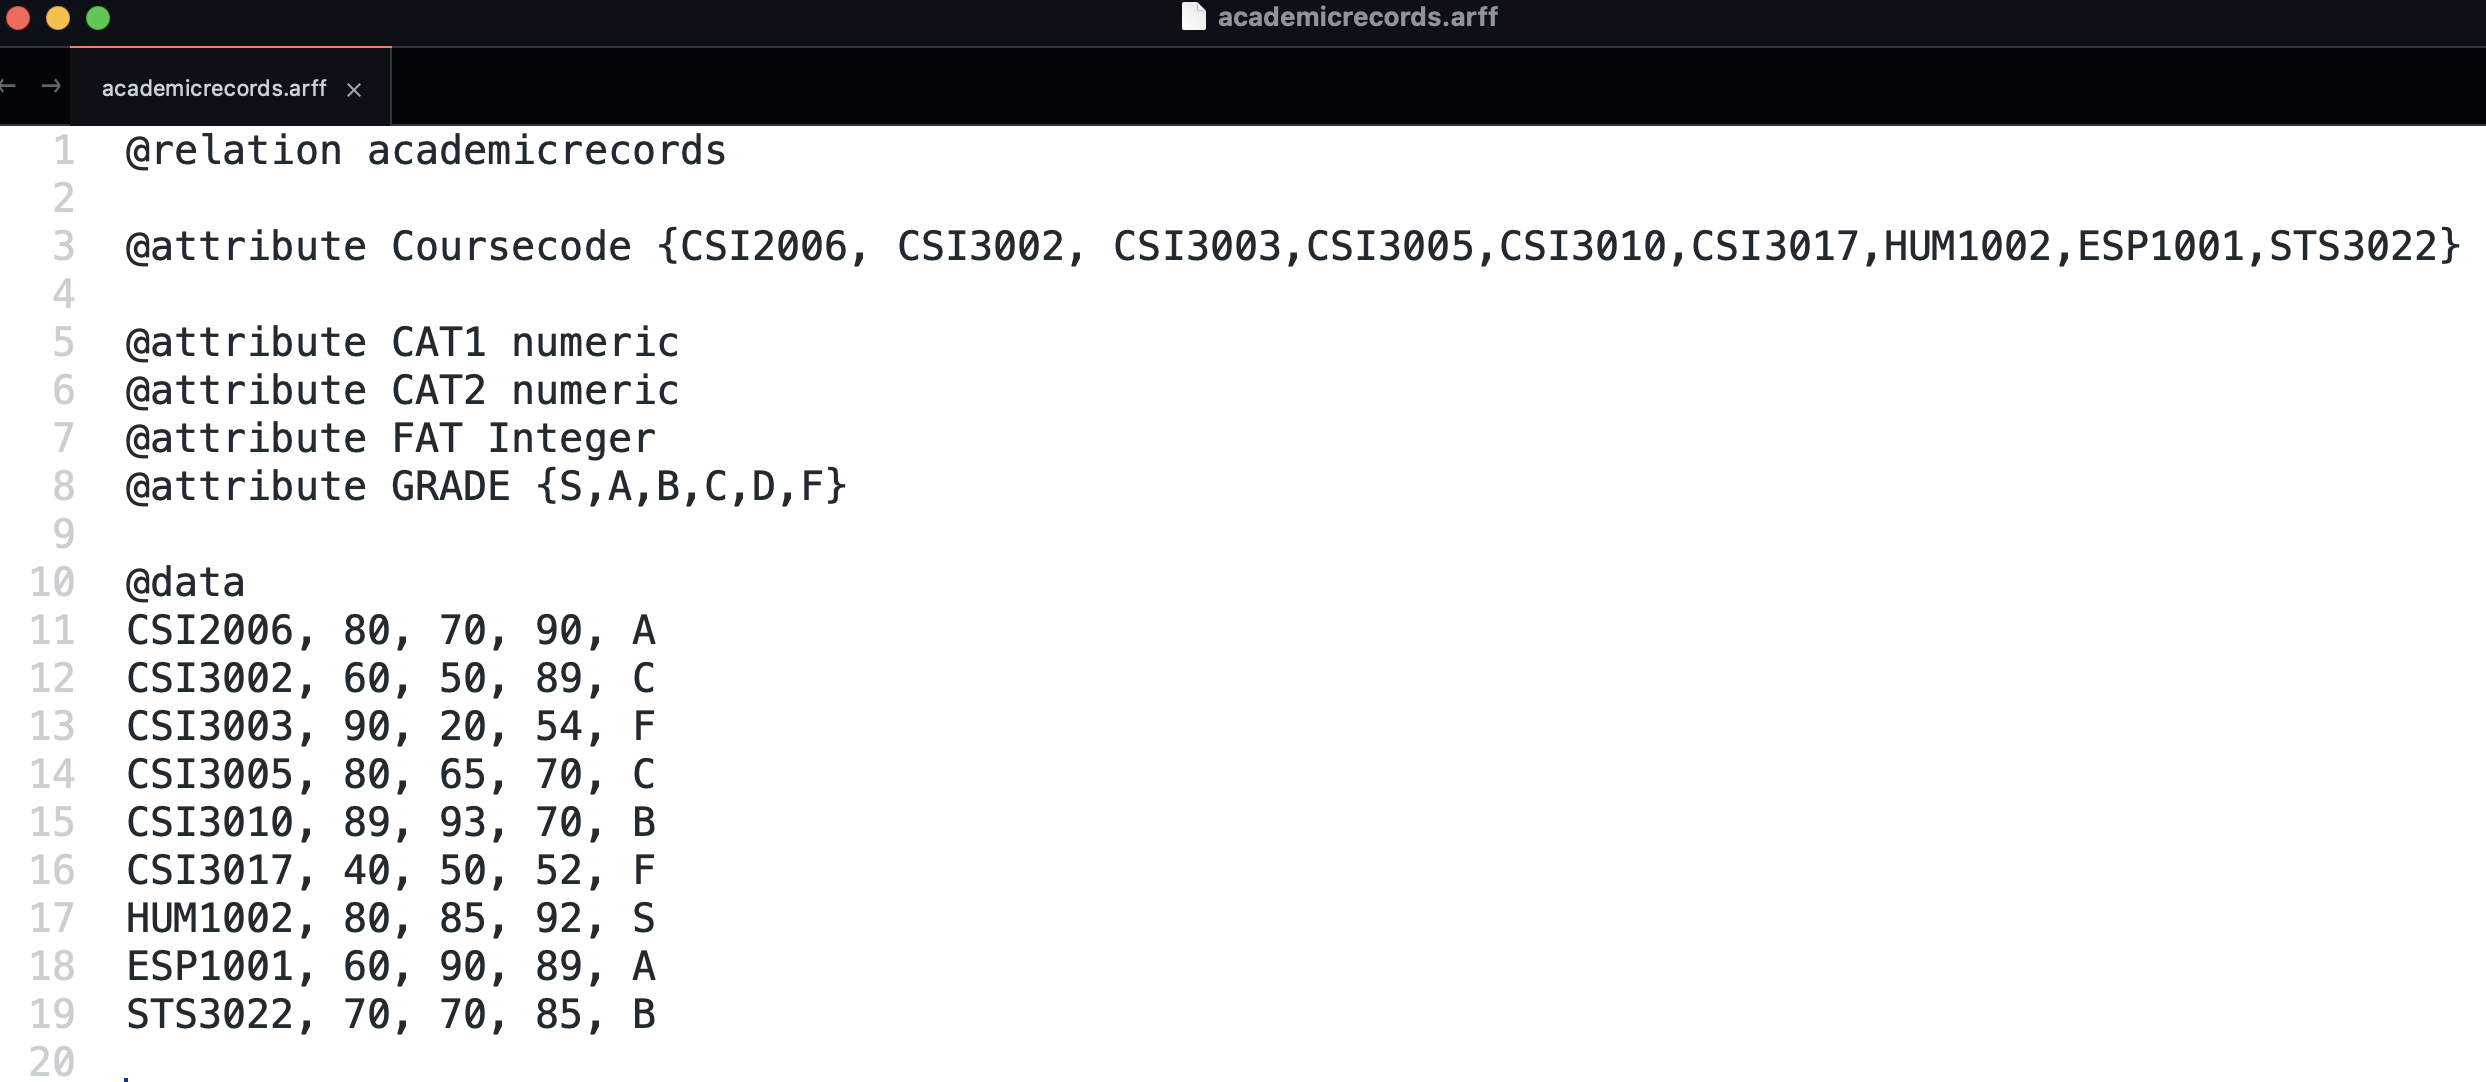 academicrecords.arff
academicrecords.arff ×
1 @relation academicrecords
2
3 @attribute Coursecode {CSI2006, CSI3002, CSI3003,CSI3005,CSI3010,CSI3017,HUM1002,ESP1001,STS3022}
4
5 @attribute CAT1 numeric
6 @attribute CAT2 numeric
7 @attribute FAT Integer
8 @attribute GRADE {S,A,B,C,D,F}
9
10 @data
11 CSI2006, 80, 70, 90, A
12 CSI3002, 60, 50, 89, C
13 CSI3003, 90, 20, 54, F
14 CSI3005, 80, 65, 70, C
15 CSI3010, 89, 93, 70, B
16 CSI3017, 40, 50, 52, F
17 HUM1002, 80, 85, 92, S
18 ESP1001, 60, 90, 89, A
19 STS3022, 70, 70, 85, B
20